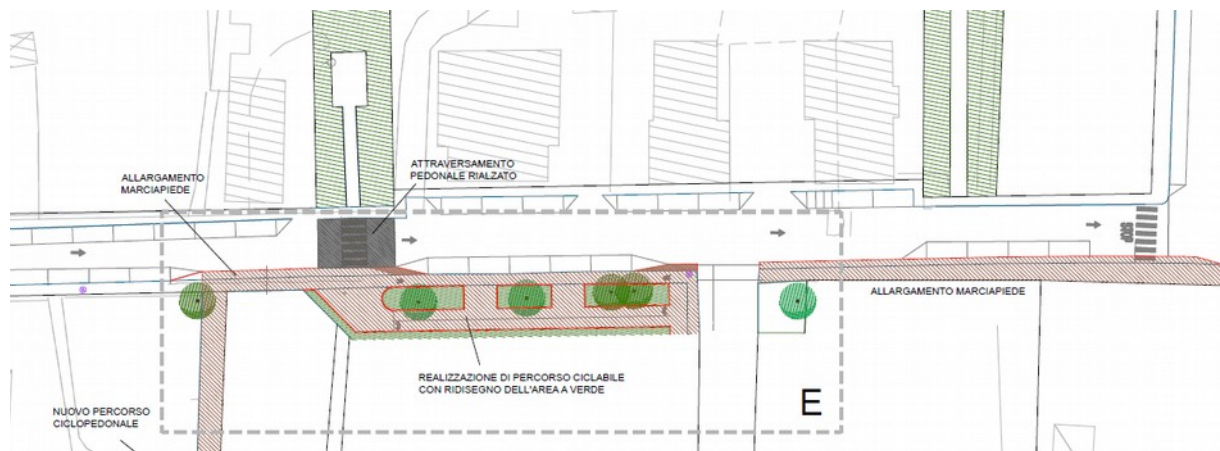 ALLARGAMENTO
MARCIAPIEDE
ATTRAVERSAMENTO
PEDONALE RIALZATO
STOP
ALLARGAMENTO MARCIAPIEDE
REALIZZAZIONE DI PERCORSO CICLABILE
CON RIDISEGNO DELL'AREA A VERDE
E
NUOVO PERCORSO
CICLOPEDONALE